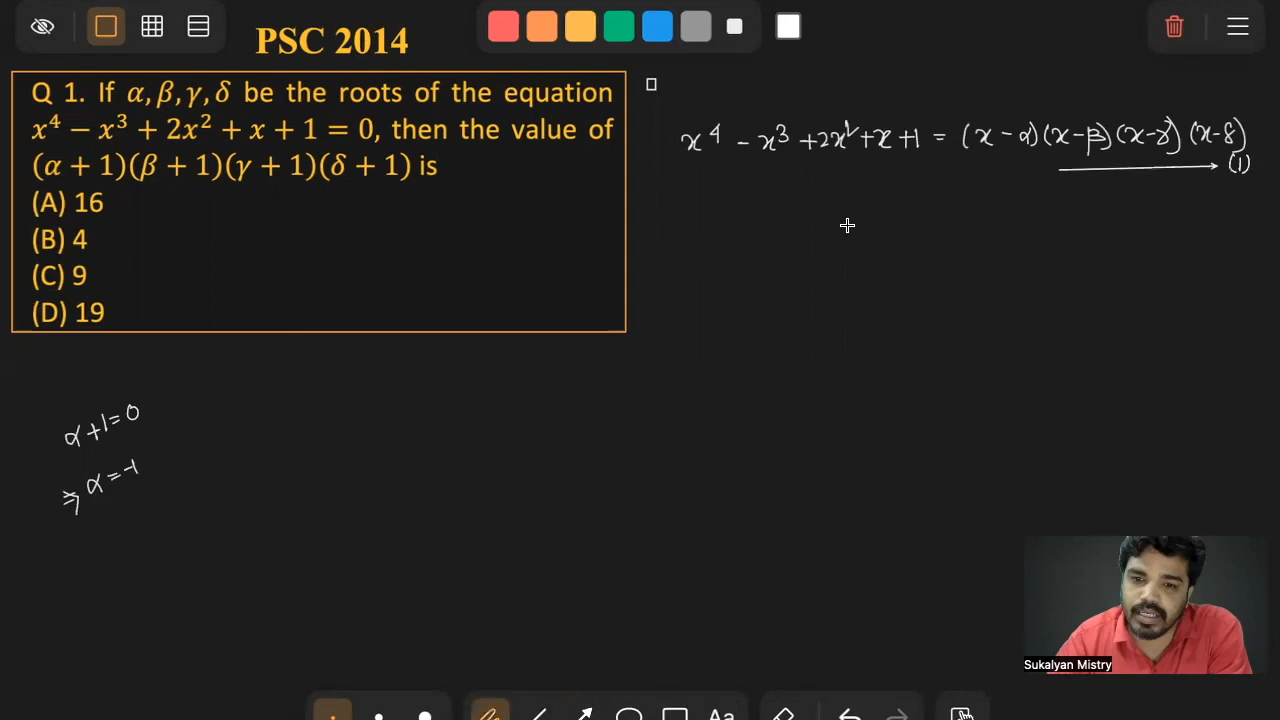 PSC 2014
Q 1. If α, β, γ, δ be the roots of the equation
x⁴ − x³ + 2x² + x + 1 = 0, then the value of
(α + 1)(β + 1)(γ + 1)(δ + 1) is
(A) 16
(B) 4
(C) 9
(D) 19
x⁴ − x³ + 2x² + x + 1 = (x − α)(x − β)(x − γ)(x − δ)
(1)
α + 1 = 0
⇒ α = −1
Sukalyan Mistry
Aa